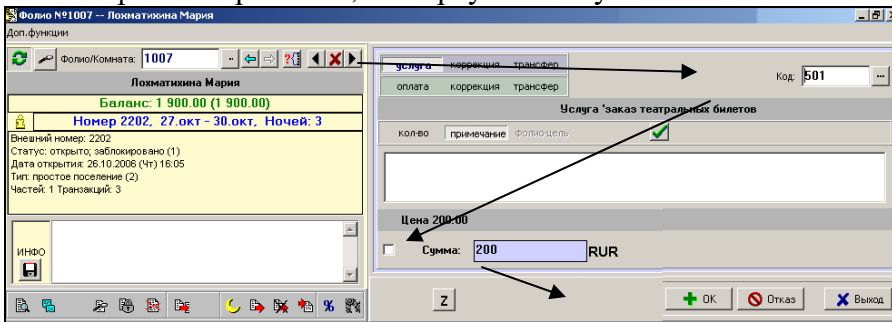 Фолио №1007 -- Лохматихина Мария
Доп.функции
Фолио/Комната: 1007
Лохматихина Мария
Баланс: 1 900.00 (1 900.00)
Номер 2202, 27.окт - 30.окт, Ночей: 3
Внешний номер: 2202
Статус: открыто; заблокировано (1)
Дата открытия: 26.10.2006 (Чт) 16:05
Тип: простое поселение (2)
Частей: 1 Транзакций: 3
ИНФО
услуга коррекция трансфер
оплата коррекция трансфер
Код: 501
Услуга 'заказ театральных билетов
кол-во примечание фолио-цель
Цена 200.00
Сумма: 200 RUR
Z
OK Отказ Выход